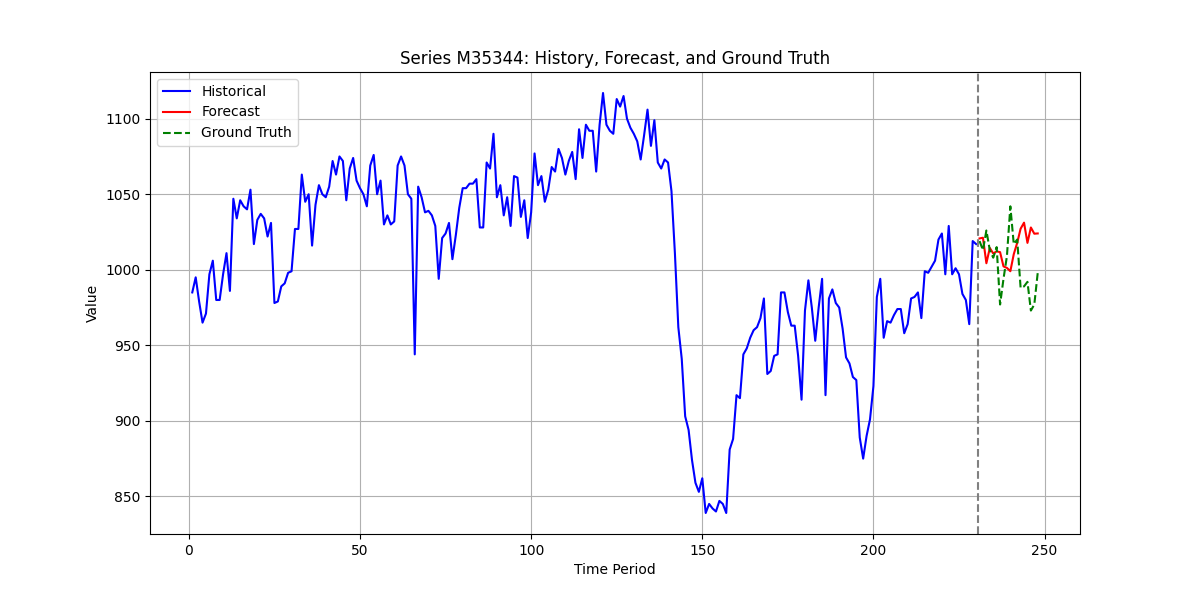 Series M35344: History, Forecast, and Ground Truth
Historical
Forecast
Ground Truth
1100
1050
1000
950
900
850
Value
0 50 100 150 200 250
Time Period